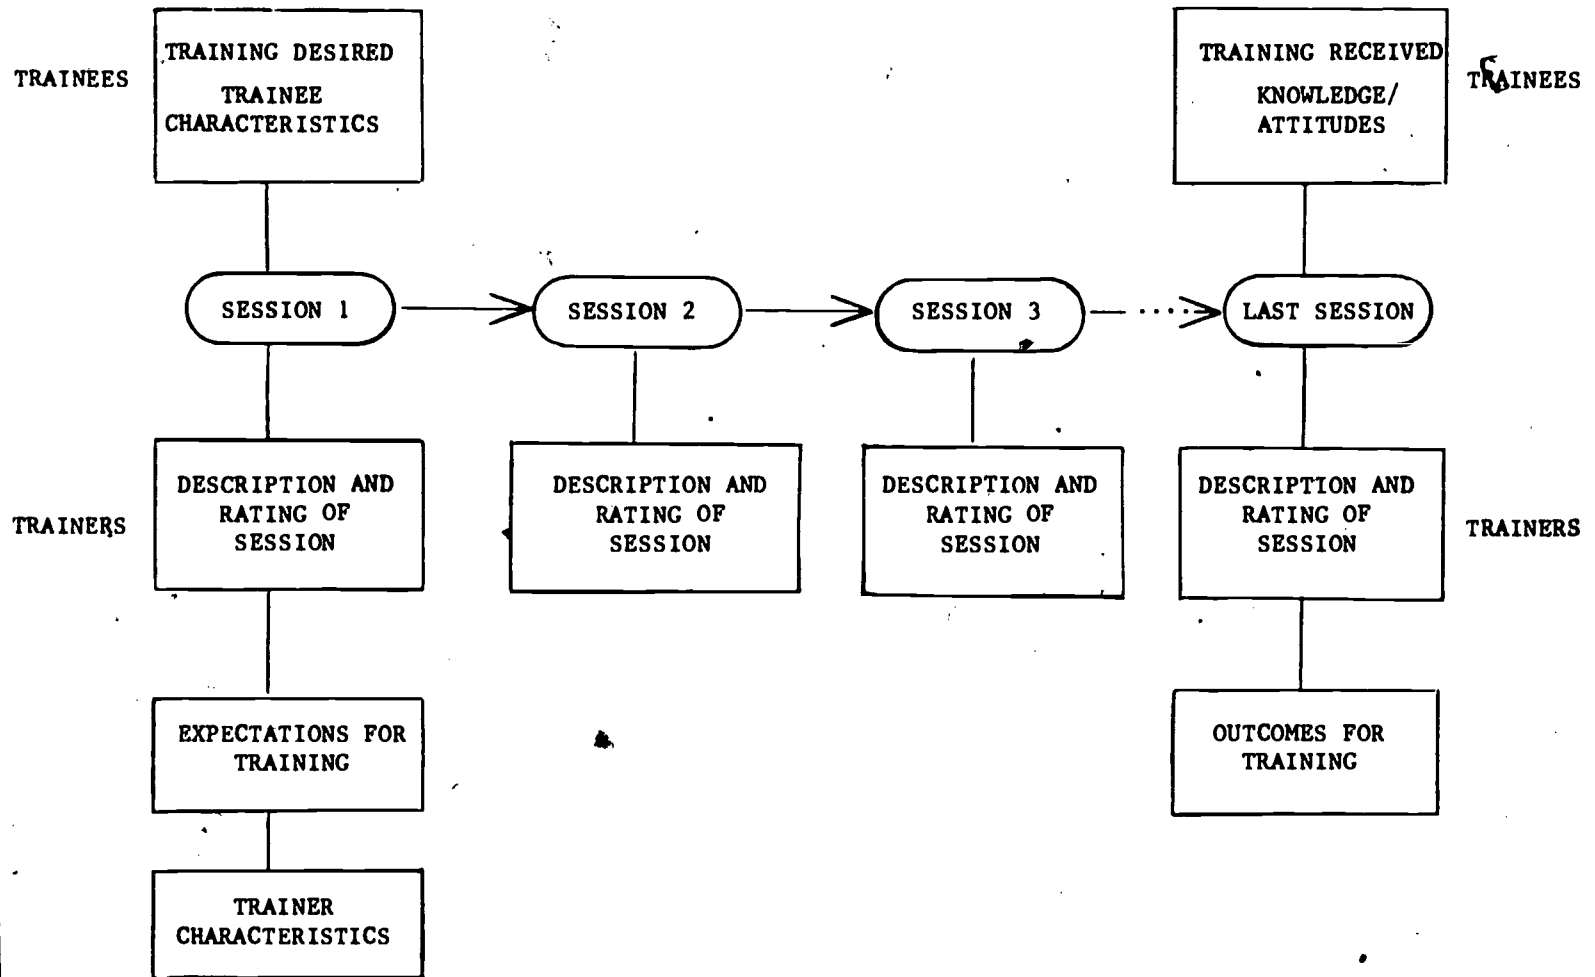 TRAINEES
TRAINING DESIRED
TRAINEE
CHARACTERISTICS
TRAINING RECEIVED
KNOWLEDGE/
ATTITUDES
TRAINEES
SESSION 1
SESSION 2
SESSION 3
LAST SESSION
TRAINERS
DESCRIPTION AND
RATING OF
SESSION
DESCRIPTION AND
RATING OF
SESSION
DESCRIPTION AND
RATING OF
SESSION
DESCRIPTION AND
RATING OF
SESSION
TRAINERS
EXPECTATIONS FOR
TRAINING
OUTCOMES FOR
TRAINING
TRAINER
CHARACTERISTICS